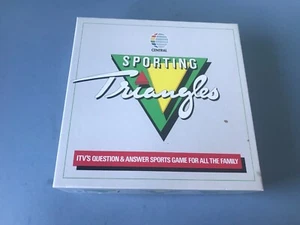 CENTRAL
SPORTING
Triangles
ITV'S QUESTION & ANSWER SPORTS GAME FOR ALL THE FAMILY